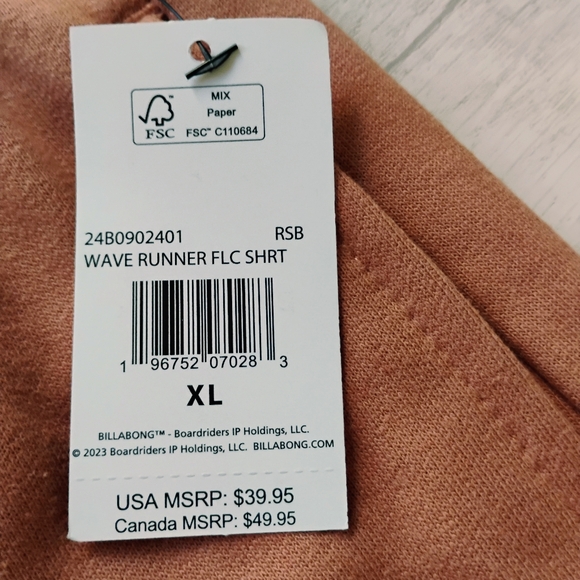 MIX
Paper
FSC™ C110684
FSC
24B0902401 RSB
WAVE RUNNER FLC SHRT
1 96752 07028 3
XL
BILLABONG™ - Boardriders IP Holdings, LLC.
© 2023 Boardriders IP Holdings, LLC. BILLABONG.COM
USA MSRP: $39.95
Canada MSRP: $49.95